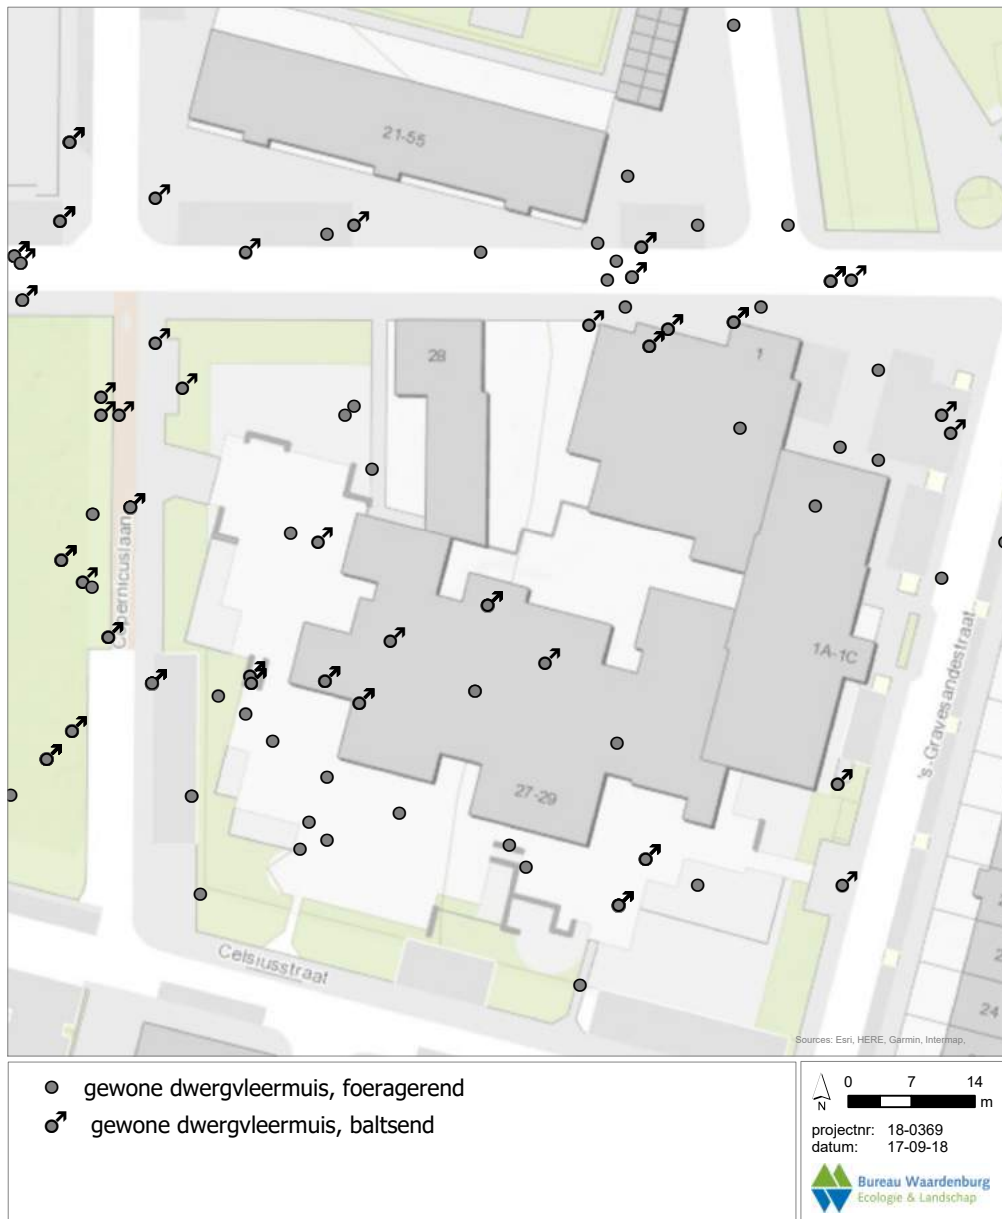 21-55
28
1
Copernicuslaan
1A-1C
's-Gravesandestraat
27-29
Celsiusstraat
24
Sources: Esri, HERE, Garmin, Intermap,
gewone dwergvleermuis, foeragerend
gewone dwergvleermuis, baltsend
N
0 7 14
m
projectnr: 18-0369
datum: 17-09-18
Bureau Waardenburg
Ecologie & Landschap